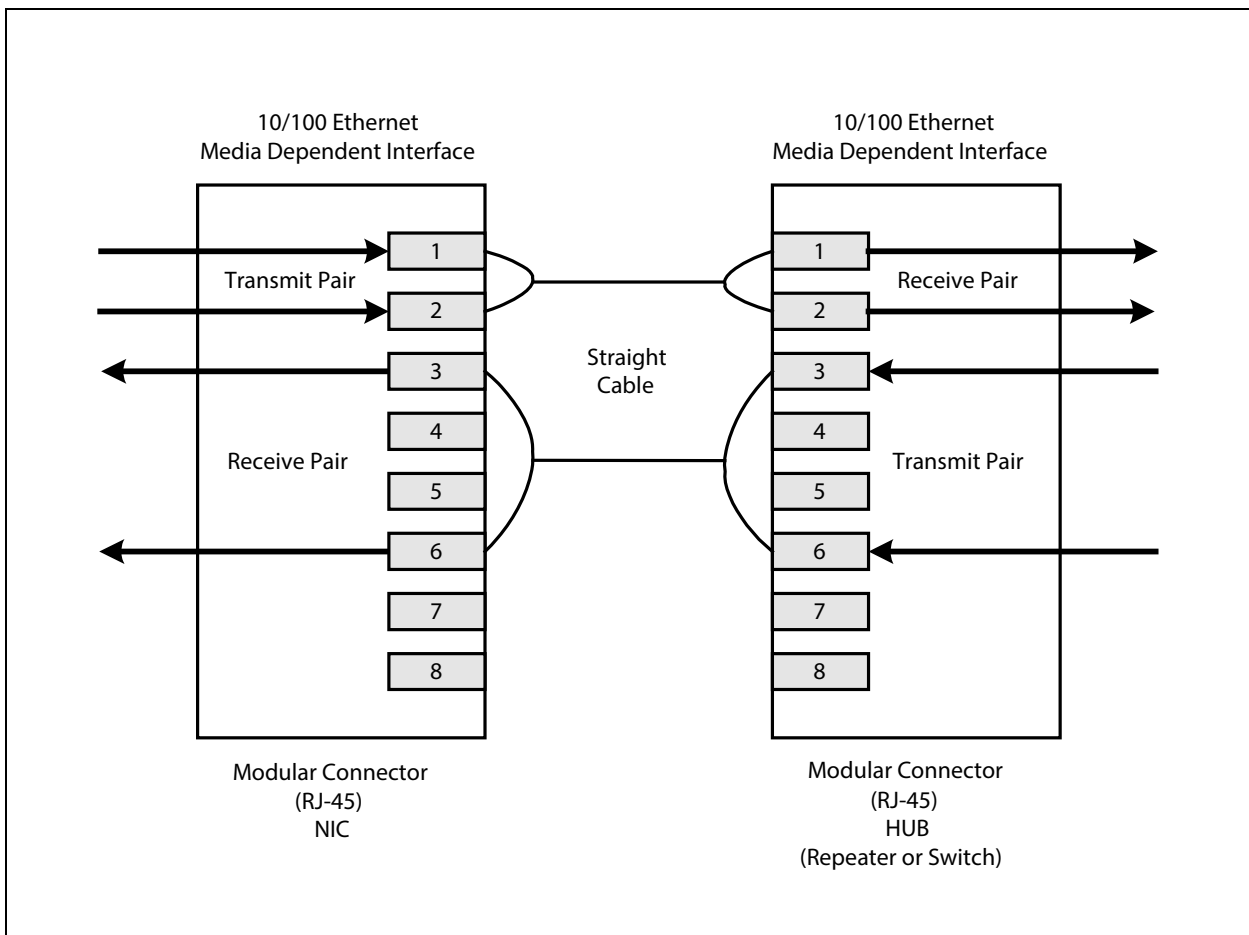 10/100 Ethernet
Media Dependent Interface
10/100 Ethernet
Media Dependent Interface
1
Transmit Pair
2
3
4
Receive Pair
5
6
7
8
Straight
Cable
1
Receive Pair
2
3
4
Transmit Pair
5
6
7
8
Modular Connector
(RJ-45)
NIC
Modular Connector
(RJ-45)
HUB
(Repeater or Switch)